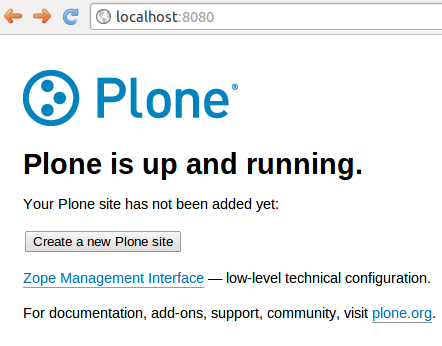 localhost:8080
Plone®
Plone is up and running.
Your Plone site has not been added yet:
Create a new Plone site
Zope Management Interface — low-level technical configuration.
For documentation, add-ons, support, community, visit plone.org.